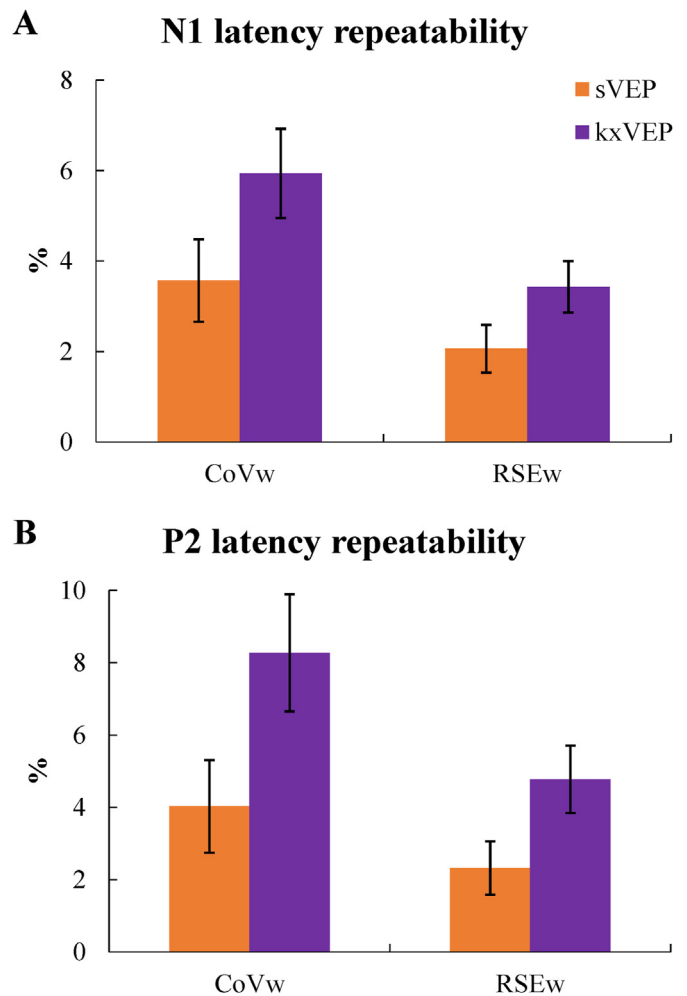 A
N1 latency repeatability
8
6
4
2
0
%
sVEP
kxVEP
CoVw
RSEw
B
P2 latency repeatability
10
8
6
4
2
0
%
CoVw
RSEw